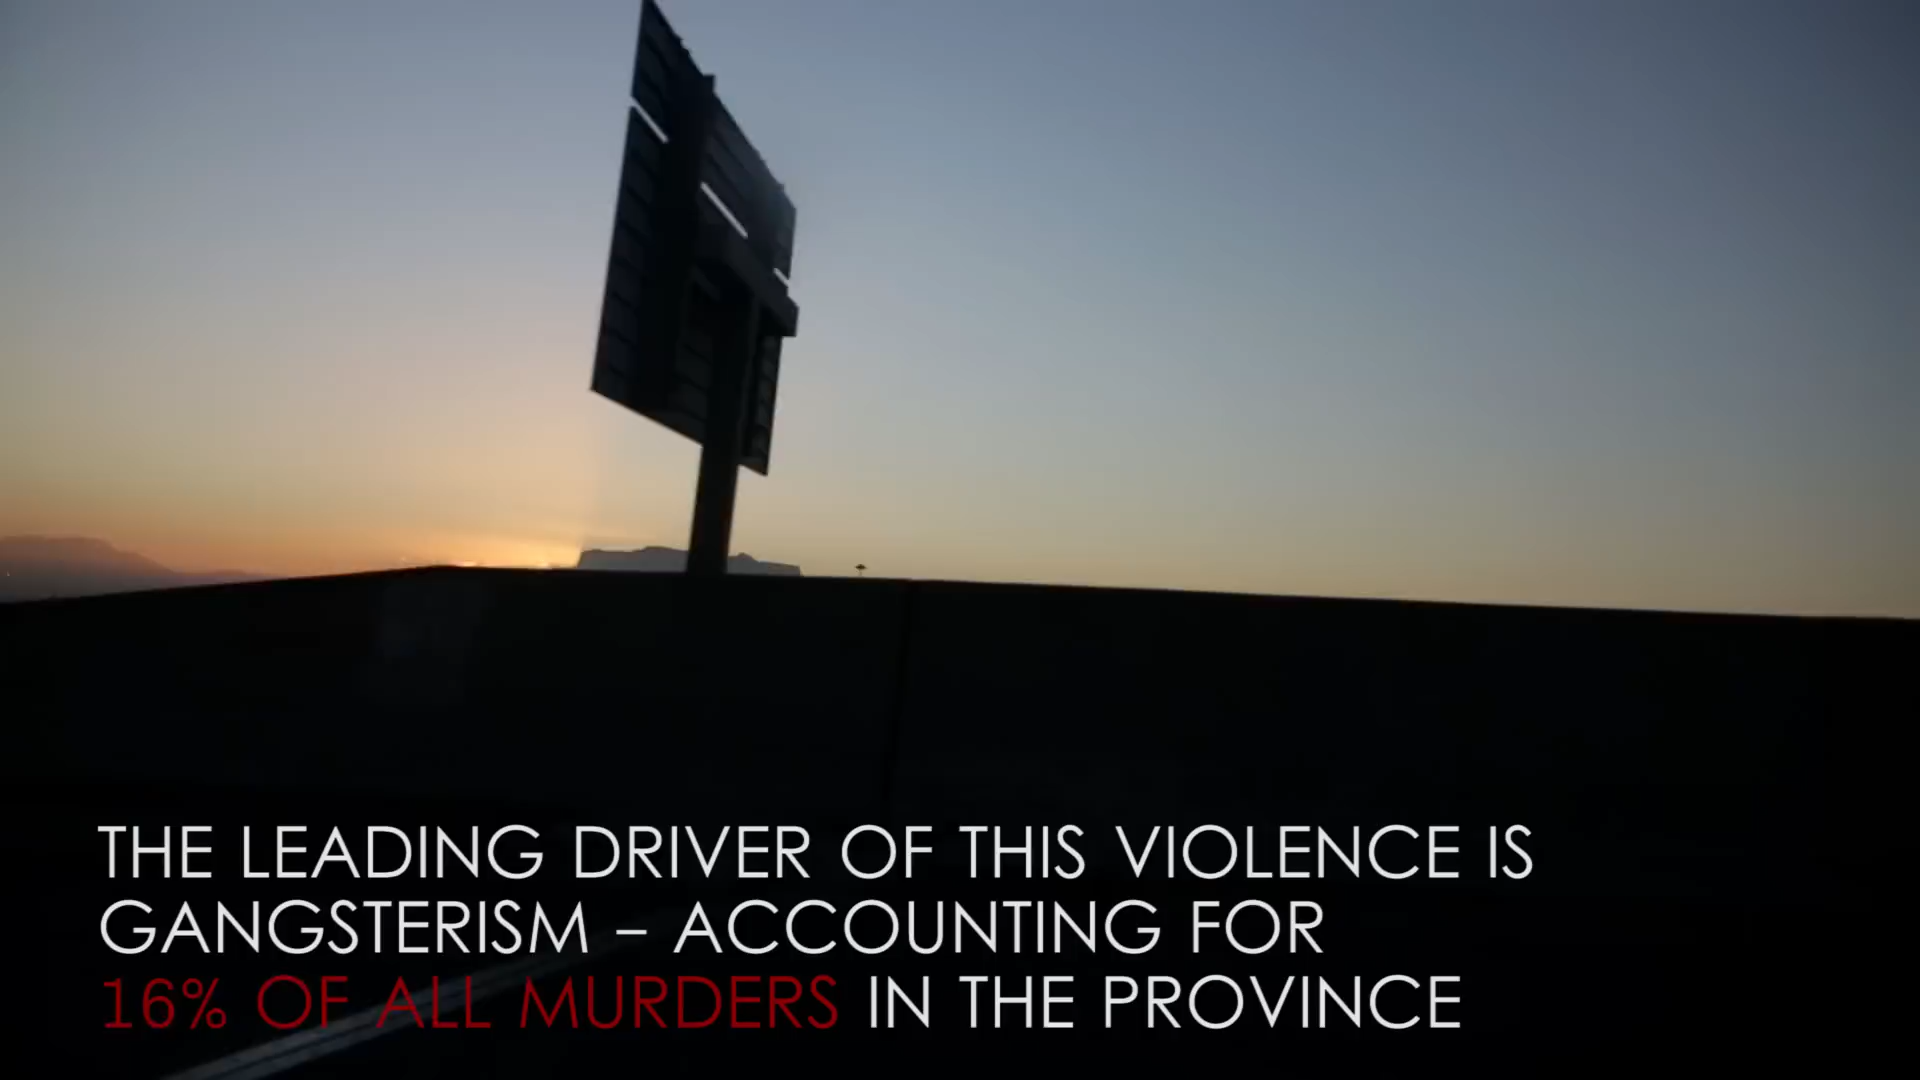 THE LEADING DRIVER OF THIS VIOLENCE IS
GANGSTERISM – ACCOUNTING FOR
16% OF ALL MURDERS IN THE PROVINCE